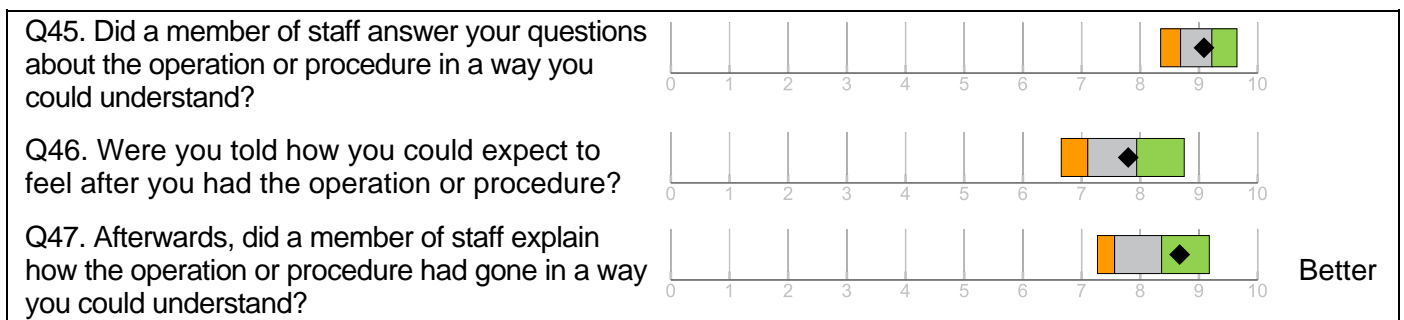 Q45. Did a member of staff answer your questions
about the operation or procedure in a way you
could understand?
0 1 2 3 4 5 6 7 8 9 10
Q46. Were you told how you could expect to
feel after you had the operation or procedure?
0 1 2 3 4 5 6 7 8 9 10
Q47. Afterwards, did a member of staff explain
how the operation or procedure had gone in a way
you could understand?
Better
0 1 2 3 4 5 6 7 8 9 10